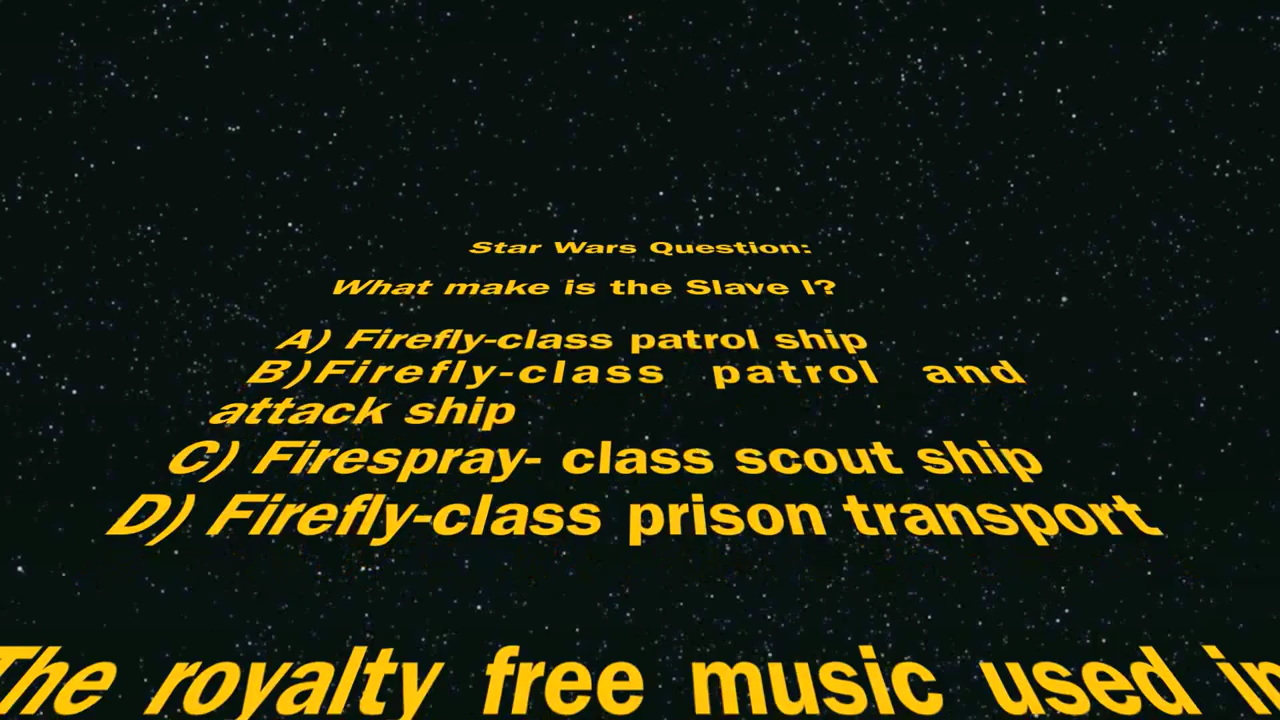 Star Wars Question:
What make is the Slave I?
A) Firefly-class patrol ship
B)Firefly-class patrol and
attack ship
C) Firespray- class scout ship
D) Firefly-class prison transport
The royalty free music used in